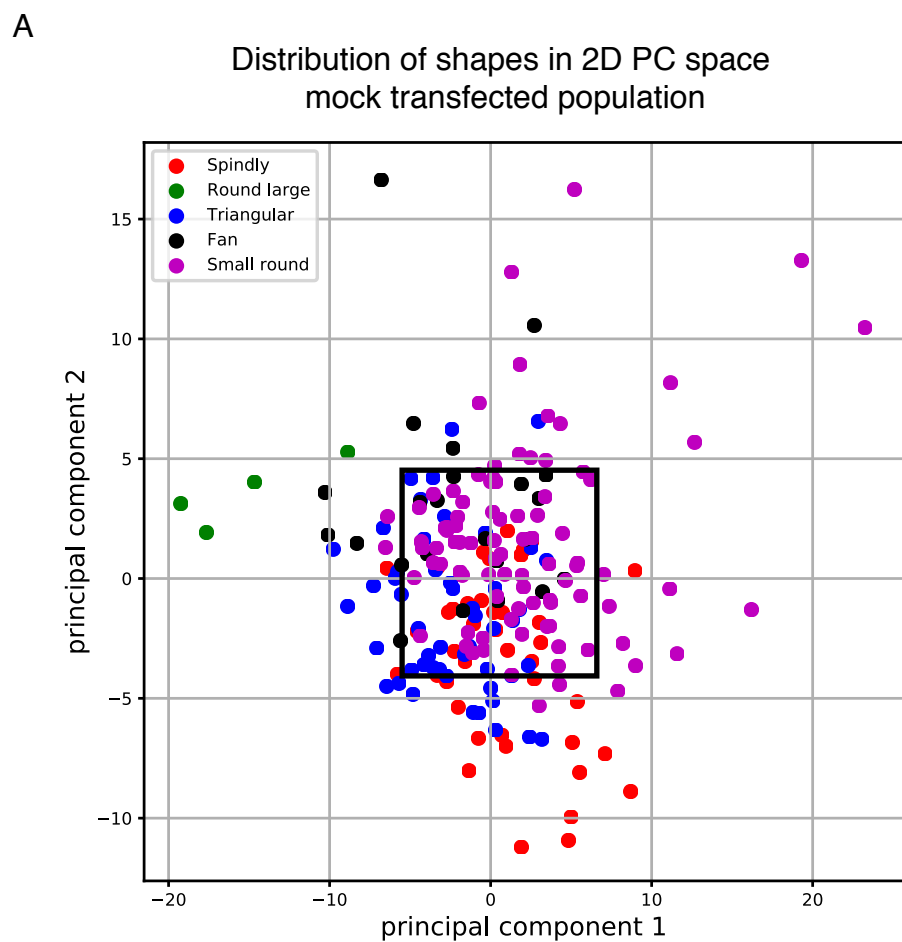 A
Distribution of shapes in 2D PC space
mock transfected population
Spindly
Round large
Triangular
Fan
Small round
15
10
5
0
−5
−10
principal component 2
−20
−10
0
10
20
principal component 1